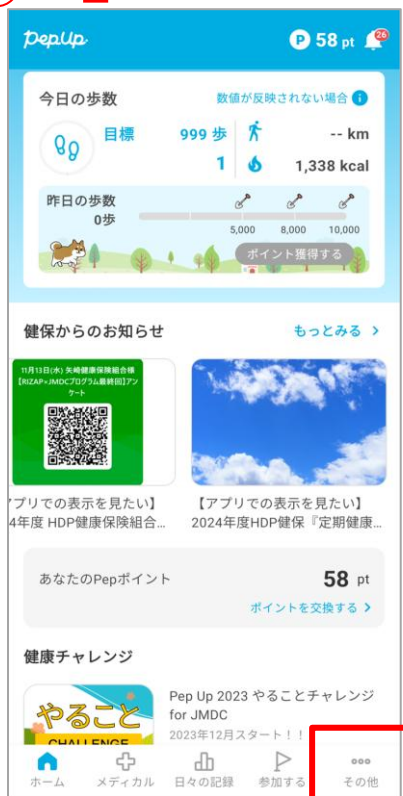 PepUp
P 58 pt 26
今日の歩数 数値が反映されない場合 i
目標 999 歩 -- km
1 1,338 kcal
昨日の歩数
0歩
5,000 8,000 10,000
ポイント獲得する
健保からのお知らせ もっとみる >
11月13日(水) 矢崎健康保険組合様
【RIZAP×JMDCプログラム最終回】アン
ケート
プリでの表示を見たい】
4年度 HDP健康保険組合...
【アプリでの表示を見たい】
2024年度HDP健保『定期健康...
あなたのPepポイント 58 pt
ポイントを交換する >
健康チャレンジ
やること
CHALLENGE
Pep Up 2023 やることチャレンジ
for JMDC
2023年12月スタート！！
ホーム メディカル 日々の記録 参加する その他